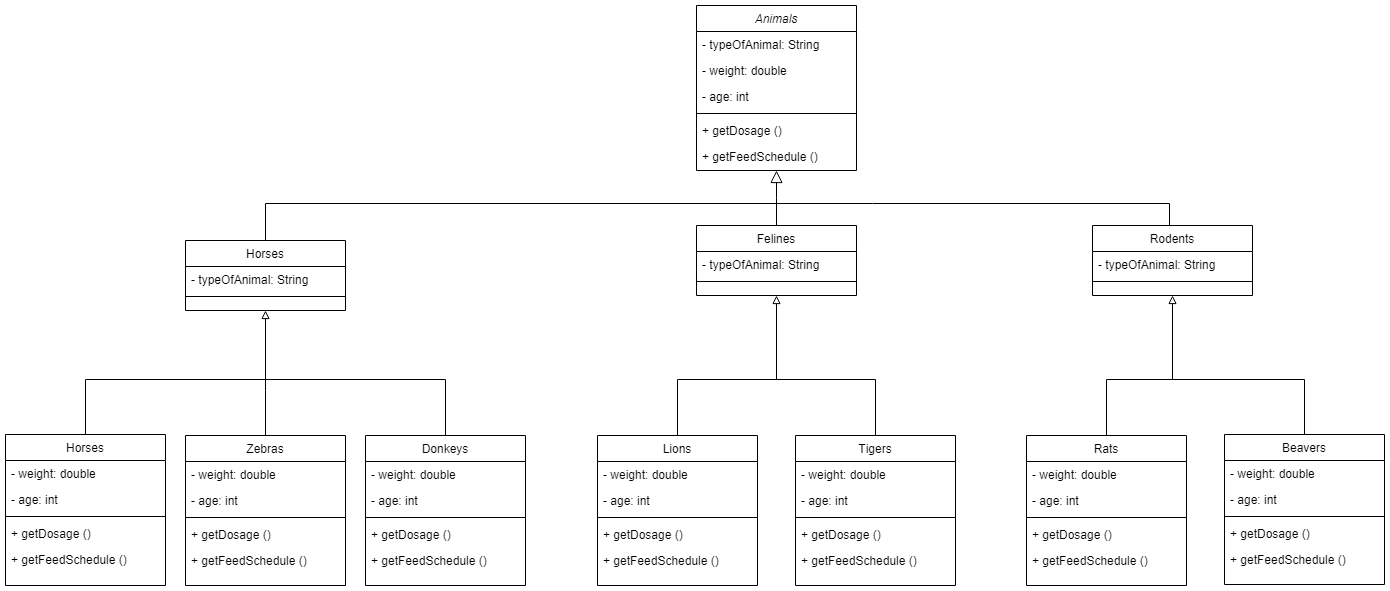 Animals
- typeOfAnimal: String
- weight: double
- age: int
+ getDosage ()
+ getFeedSchedule ()
Horses
- typeOfAnimal: String
Felines
- typeOfAnimal: String
Rodents
- typeOfAnimal: String
Horses
- weight: double
- age: int
+ getDosage ()
+ getFeedSchedule ()
Zebras
- weight: double
- age: int
+ getDosage ()
+ getFeedSchedule ()
Donkeys
- weight: double
- age: int
+ getDosage ()
+ getFeedSchedule ()
Lions
- weight: double
- age: int
+ getDosage ()
+ getFeedSchedule ()
Tigers
- weight: double
- age: int
+ getDosage ()
+ getFeedSchedule ()
Rats
- weight: double
- age: int
+ getDosage ()
+ getFeedSchedule ()
Beavers
- weight: double
- age: int
+ getDosage ()
+ getFeedSchedule ()